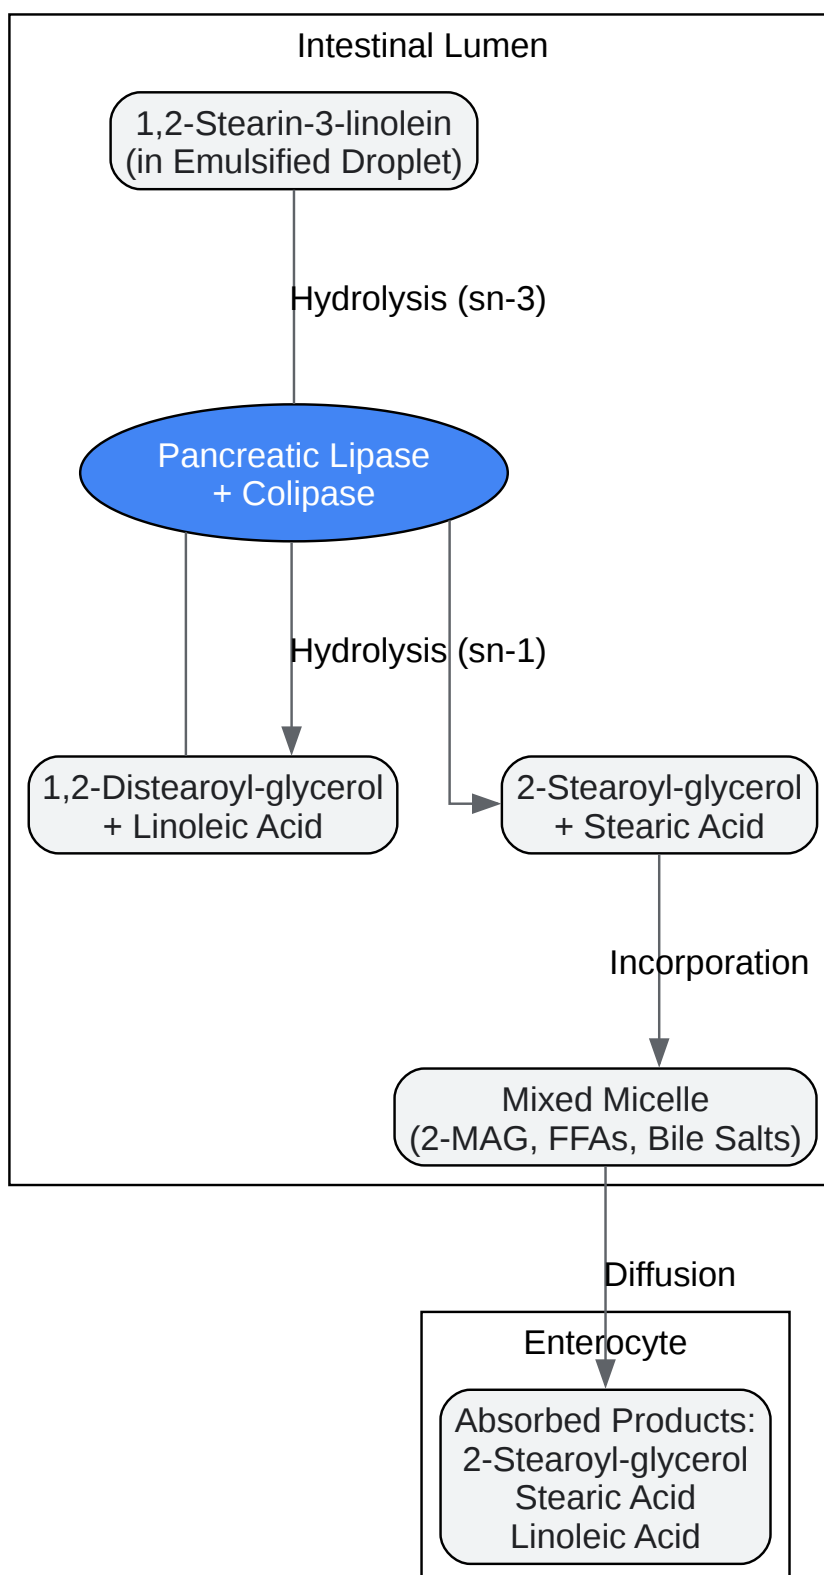 Intestinal Lumen
1,2-Stearin-3-linolein
(in Emulsified Droplet)
Hydrolysis (sn-3)
Pancreatic Lipase
+ Colipase
Hydrolysis (sn-1)
1,2-Distearoyl-glycerol
+ Linoleic Acid
2-Stearoyl-glycerol
+ Stearic Acid
Incorporation
Mixed Micelle
(2-MAG, FFAs, Bile Salts)
Diffusion
Enterocyte
Absorbed Products:
2-Stearoyl-glycerol
Stearic Acid
Linoleic Acid